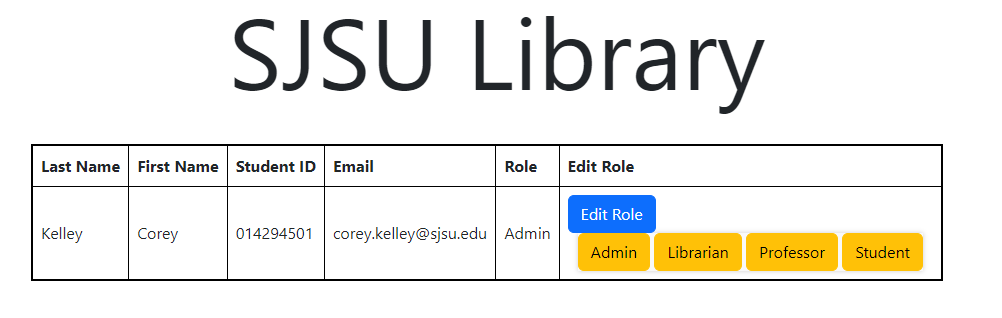 SJSU Library
Last Name First Name Student ID Email Role Edit Role
Kelley Corey 014294501 corey.kelley@sjsu.edu Admin Edit Role
Admin Librarian Professor Student